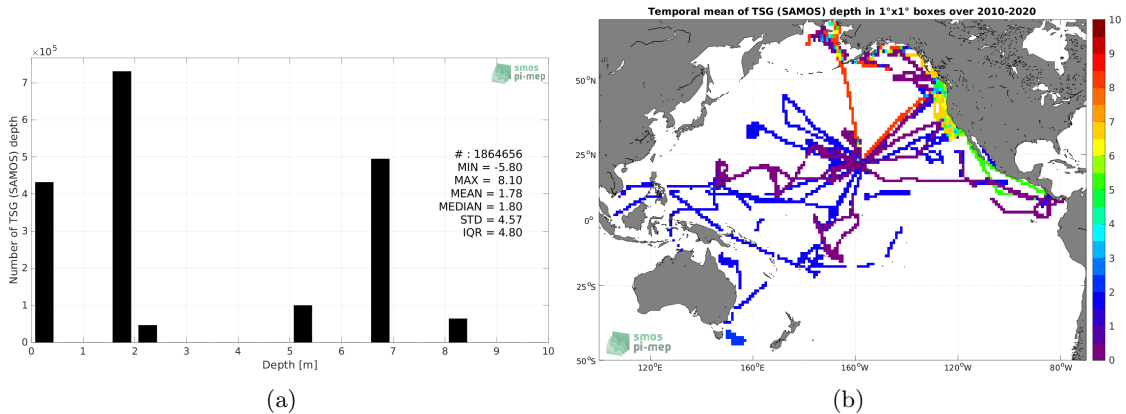 ×10⁵
7
6
5
4
3
2
1
0
Number of TSG (SAMOS) depth
0 1 2 3 4 5 6 7 8 9 10
Depth [m]
smos
pi-mep
# : 1864656
MIN = -5.80
MAX = 8.10
MEAN = 1.78
MEDIAN = 1.80
STD = 4.57
IQR = 4.80
(a)
Temporal mean of TSG (SAMOS) depth in 1°x1° boxes over 2010-2020
50°N
25°N
0°
25°S
50°S
120°E 160°E 160°W 120°W 80°W
smos
pi-mep
10
9
8
7
6
5
4
3
2
1
0
(b)